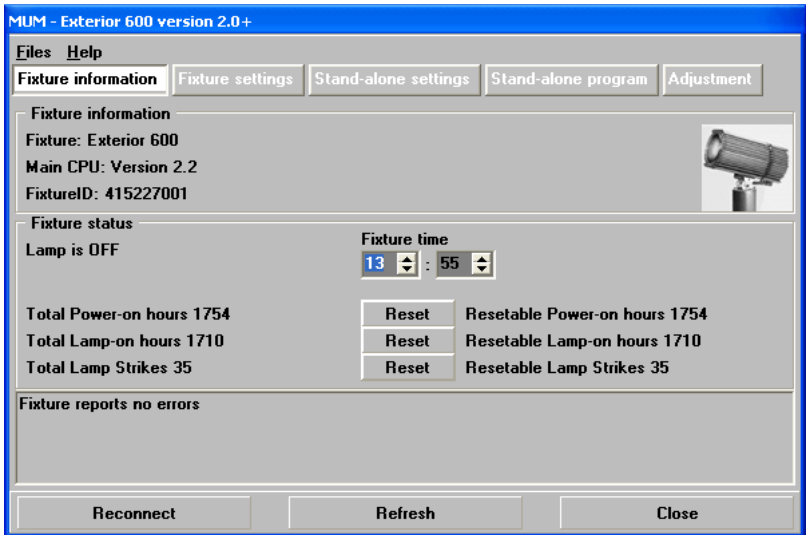 MUM - Exterior 600 version 2.0+
Files Help
Fixture information Fixture settings Stand-alone settings Stand-alone program Adjustment
Fixture information
Fixture: Exterior 600
Main CPU: Version 2.2
FixtureID: 415227001
Fixture status
Lamp is OFF
Fixture time
13 : 55
Total Power-on hours 1754 Reset Resetable Power-on hours 1754
Total Lamp-on hours 1710 Reset Resetable Lamp-on hours 1710
Total Lamp Strikes 35 Reset Resetable Lamp Strikes 35
Fixture reports no errors
Reconnect Refresh Close